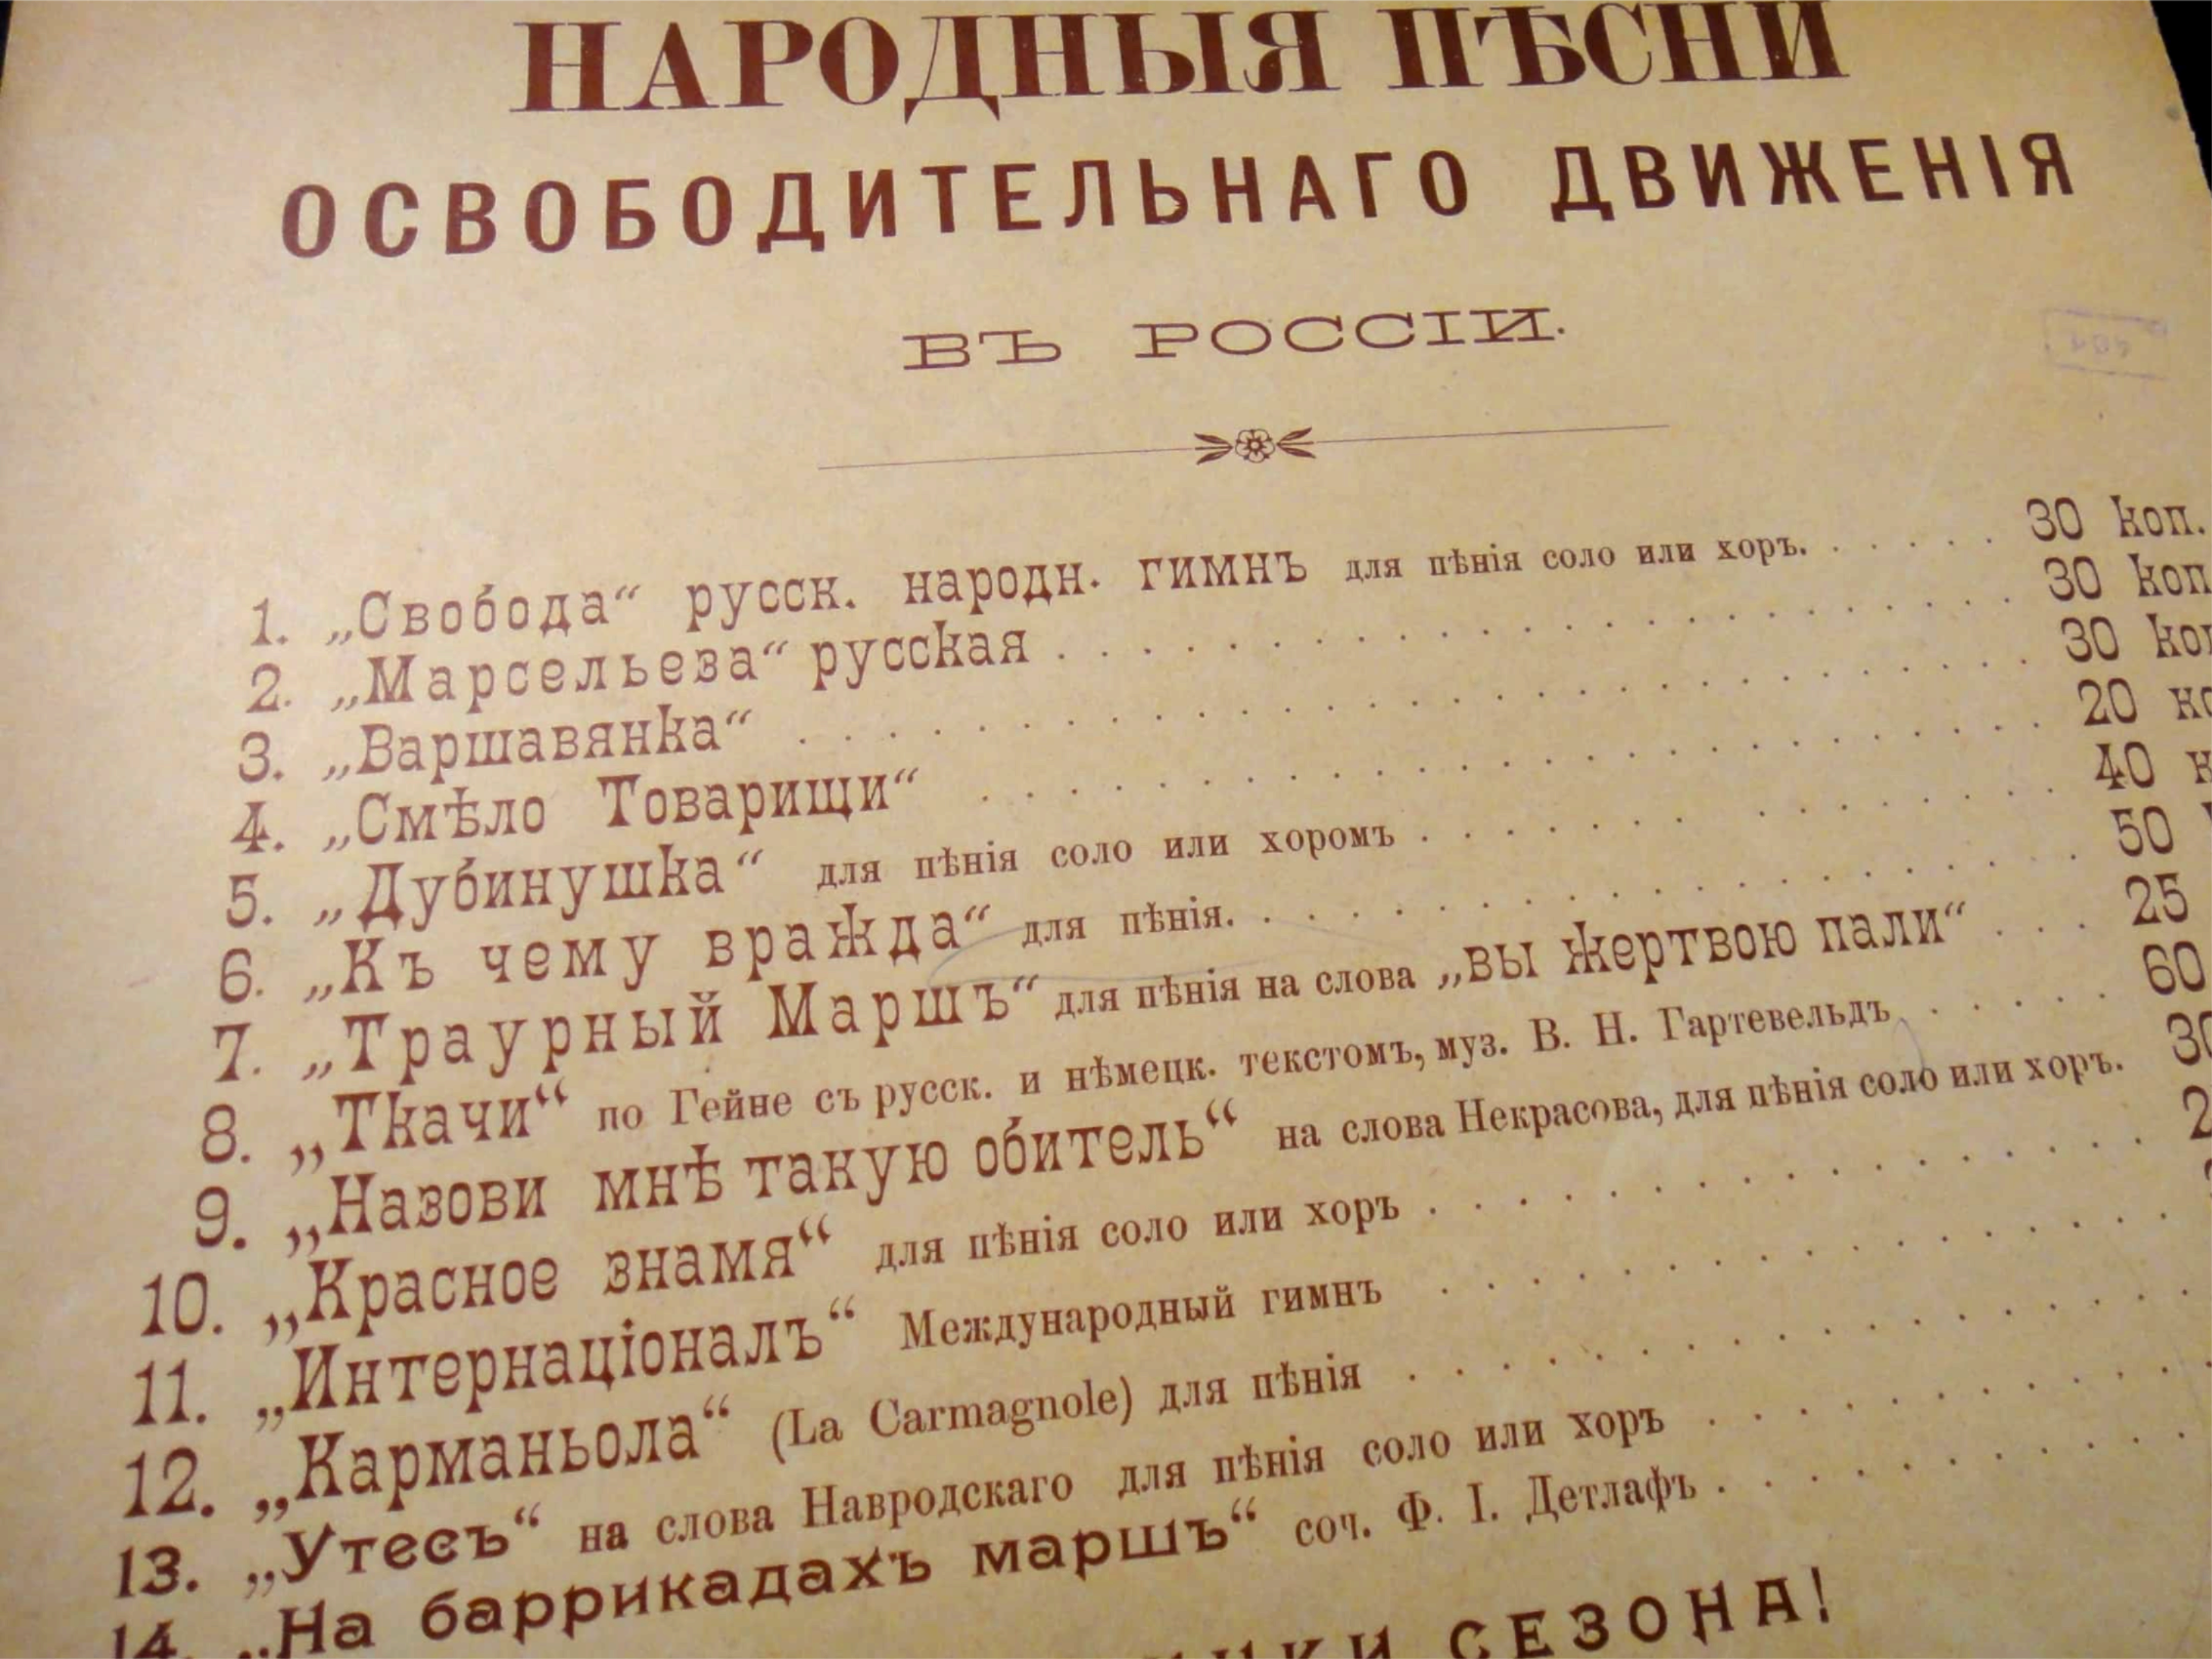 НАРОДНЫЯ ПѢСНИ
ОСВОБОДИТЕЛЬНАГО ДВИЖЕНІЯ
ВЪ РОССІИ.
1. „Свобода“ русск. народн. ГИМНЪ для пѣнія соло или хоръ. 30 коп.
2. „Марсельеза“ русская 30 коп
3. „Варшавянка“ 30 коп
4. „Смѣло Товарищи“ 20 ко
5. „Дубинушка“ для пѣнія соло или хоромъ 40 к
6. „Къ чему вражда“ для пѣнія. 50
7. „Траурный Маршъ“ для пѣнія на слова „вы жертвою пали“ 25
8. „Ткачи“ по Гейне съ русск. и нѣмецк. текстомъ, муз. В. Н. Гартевельдъ 60
9. „Назови мнѣ такую обитель“ на слова Некрасова, для пѣнія соло или хоръ. 30
10. „Красное знамя“ для пѣнія соло или хоръ 2
11. „Интернаціоналъ“ Международный гимнъ
12. „Карманьола“ (La Carmagnole) для пѣнія
13. „Утесъ“ на слова Навродскаго для пѣнія соло или хоръ
14. „На баррикадахъ маршъ“ соч. Ф. І. Детлафъ
СЕЗОНА!